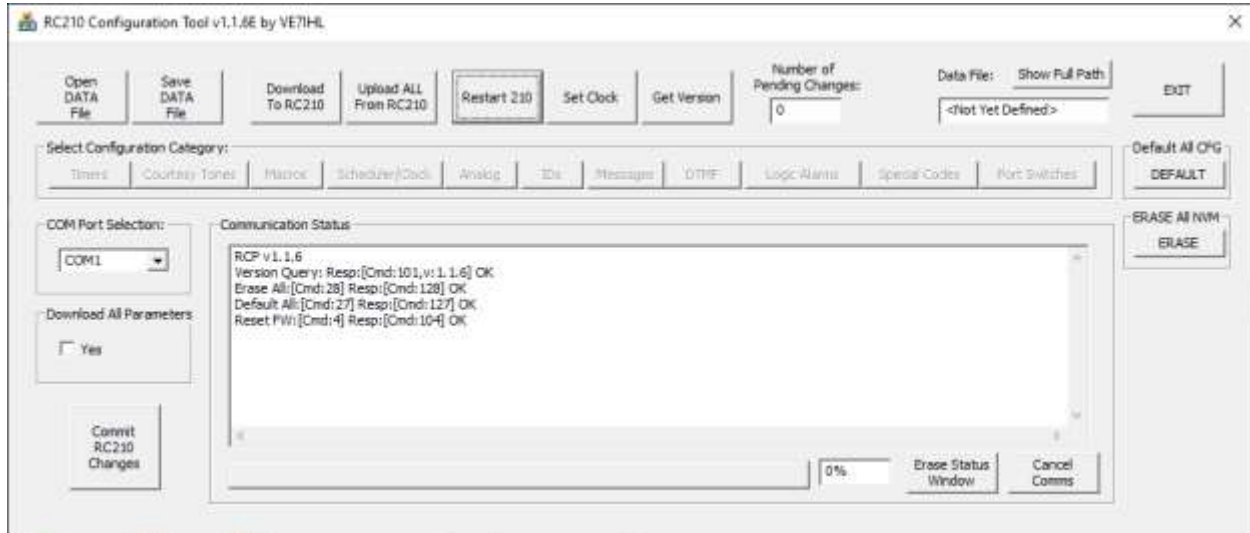 RC210 Configuration Tool v1.1.6E by VE7IHL
Open DATA File
Save DATA File
Download To RC210
Upload ALL From RC210
Restart 210
Set Clock
Get Version
Number of Pending Changes:
0
Data File:
Show Full Path
<Not Yet Defined>
EXIT
Select Configuration Category:
Timers
Courtesy Tones
Macros
Scheduler/Clock
Analog
IDs
Messages
DTMF
Logic Alarms
Special Codes
Port Switches
Default All CFG
DEFAULT
COM Port Selection:
COM1
Communication Status
RCP v1.1.6
Version Query: Resp:[Cmd:101,v:1.1.6] OK
Erase All:[Cmd:28] Resp:[Cmd:128] OK
Default All:[Cmd:27] Resp:[Cmd:127] OK
Reset FW:[Cmd:4] Resp:[Cmd:104] OK
ERASE All NVM
ERASE
Download All Parameters
Yes
Commit RC210 Changes
0%
Erase Status Window
Cancel Comms